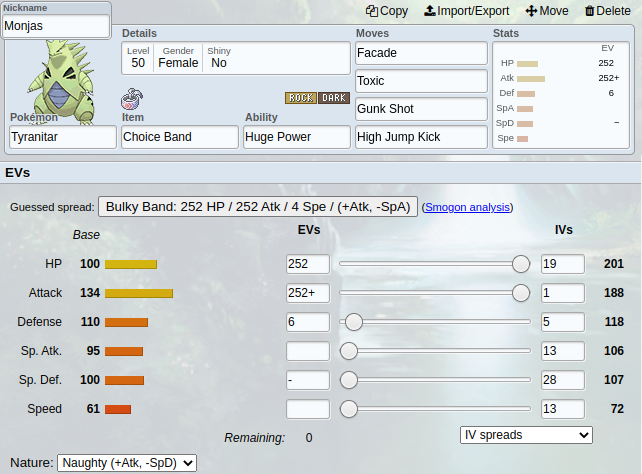 Nickname
Monjas
Copy Import/Export Move Delete
Details
Level Gender Shiny
50 Female No
ROCK DARK
Pokémon
Tyranitar
Item
Choice Band
Ability
Huge Power
Moves
Facade
Toxic
Gunk Shot
High Jump Kick
Stats
EV
HP 252
Atk 252+
Def 6
SpA
SpD −
Spe
EVs
Guessed spread: Bulky Band: 252 HP / 252 Atk / 4 Spe / (+Atk, -SpA) (Smogon analysis)
Base EVs IVs
HP 100 252 19 201
Attack 134 252+ 1 188
Defense 110 6 5 118
Sp. Atk. 95 13 106
Sp. Def. 100 - 28 107
Speed 61 13 72
Remaining: 0 IV spreads
Nature: Naughty (+Atk, -SpD)